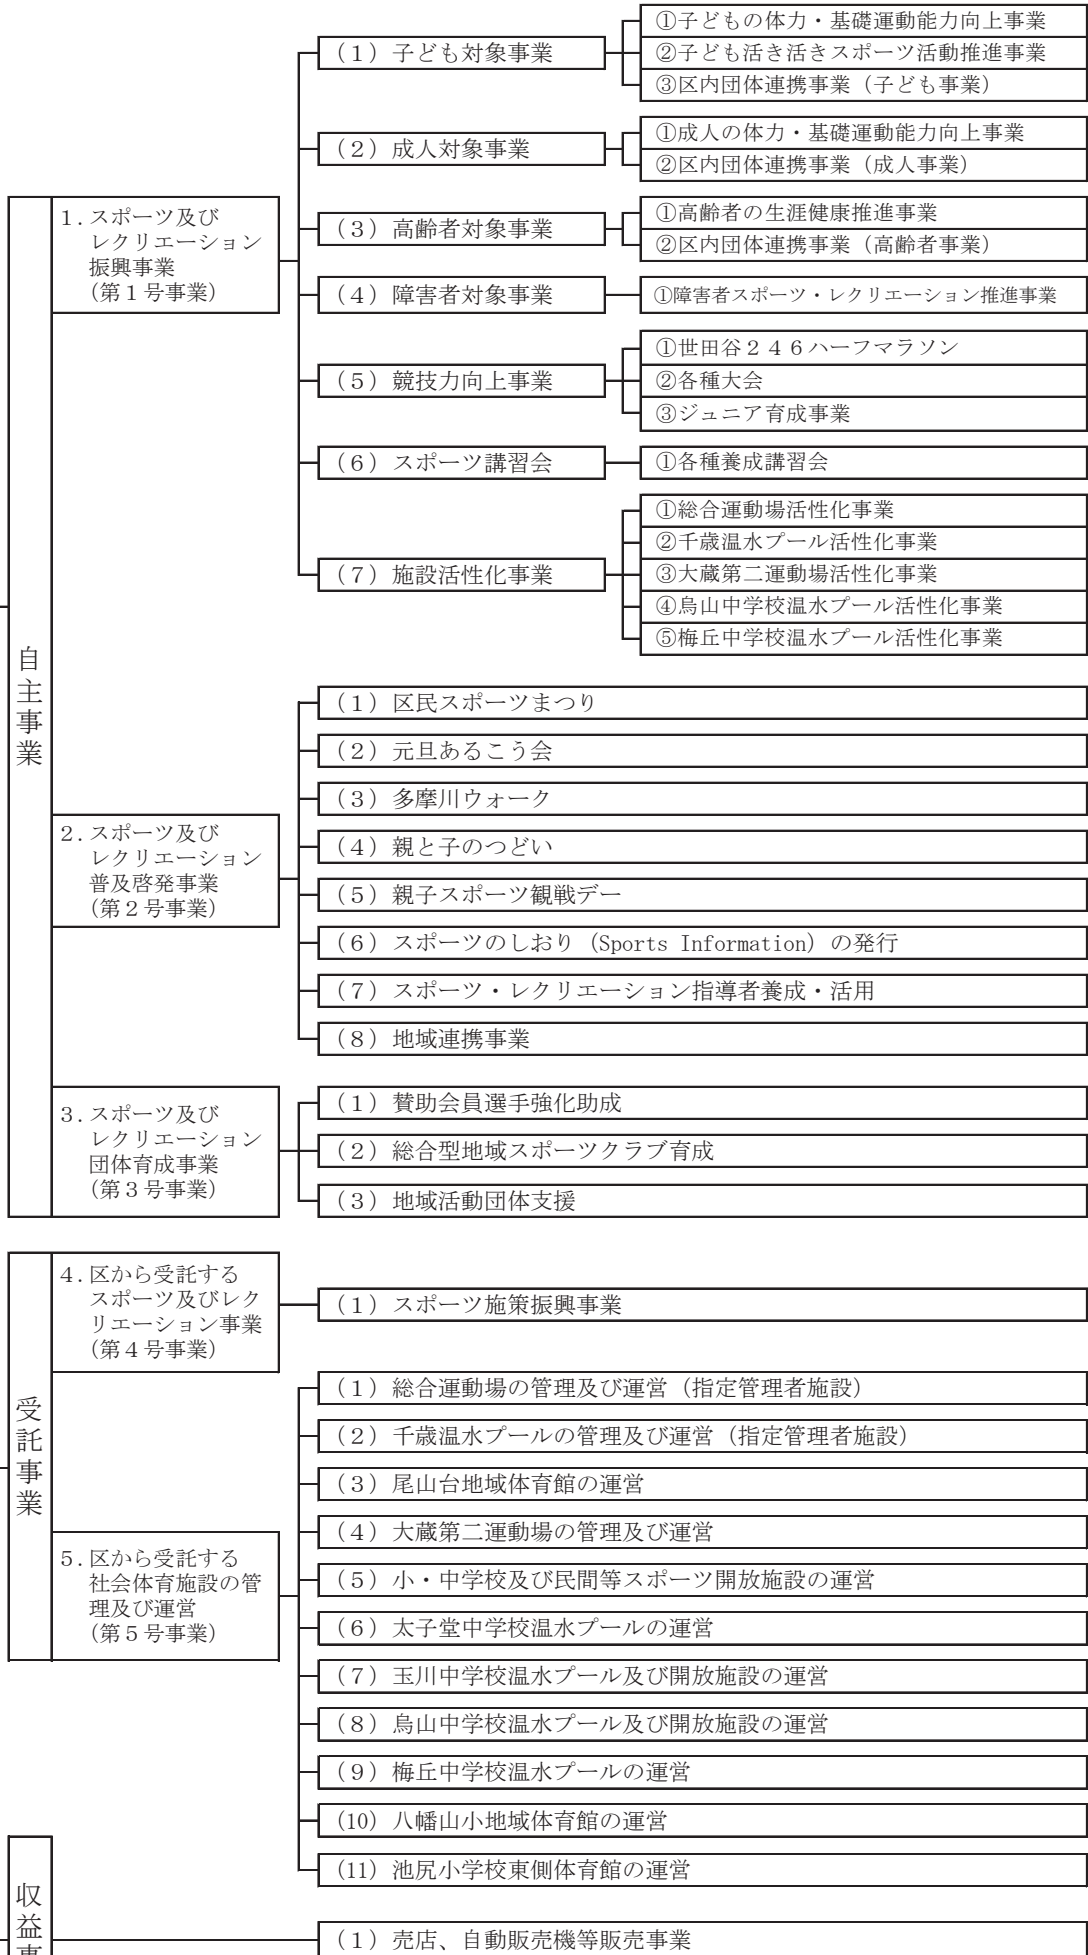 自主事業
1.スポーツ及び
レクリエーション
振興事業
(第1号事業)
(1)子ども対象事業
①子どもの体力・基礎運動能力向上事業
②子ども活き活きスポーツ活動推進事業
③区内団体連携事業(子ども事業)
(2)成人対象事業
①成人の体力・基礎運動能力向上事業
②区内団体連携事業(成人事業)
(3)高齢者対象事業
①高齢者の生涯健康推進事業
②区内団体連携事業(高齢者事業)
(4)障害者対象事業
①障害者スポーツ・レクリエーション推進事業
(5)競技力向上事業
①世田谷246ハーフマラソン
②各種大会
③ジュニア育成事業
(6)スポーツ講習会
①各種養成講習会
(7)施設活性化事業
①総合運動場活性化事業
②千歳温水プール活性化事業
③大蔵第二運動場活性化事業
④烏山中学校温水プール活性化事業
⑤梅丘中学校温水プール活性化事業
2.スポーツ及び
レクリエーション
普及啓発事業
(第2号事業)
(1)区民スポーツまつり
(2)元旦あるこう会
(3)多摩川ウォーク
(4)親と子のつどい
(5)親子スポーツ観戦デー
(6)スポーツのしおり(Sports Information)の発行
(7)スポーツ・レクリエーション指導者養成・活用
(8)地域連携事業
3.スポーツ及び
レクリエーション
団体育成事業
(第3号事業)
(1)賛助会員選手強化助成
(2)総合型地域スポーツクラブ育成
(3)地域活動団体支援
受託事業
4.区から受託する
スポーツ及びレク
リエーション事業
(第4号事業)
(1)スポーツ施策振興事業
5.区から受託する
社会体育施設の管
理及び運営
(第5号事業)
(1)総合運動場の管理及び運営(指定管理者施設)
(2)千歳温水プールの管理及び運営(指定管理者施設)
(3)尾山台地域体育館の運営
(4)大蔵第二運動場の管理及び運営
(5)小・中学校及び民間等スポーツ開放施設の運営
(6)太子堂中学校温水プールの運営
(7)玉川中学校温水プール及び開放施設の運営
(8)烏山中学校温水プール及び開放施設の運営
(9)梅丘中学校温水プールの運営
(10)八幡山小地域体育館の運営
(11)池尻小学校東側体育館の運営
収益事
(1)売店、自動販売機等販売事業